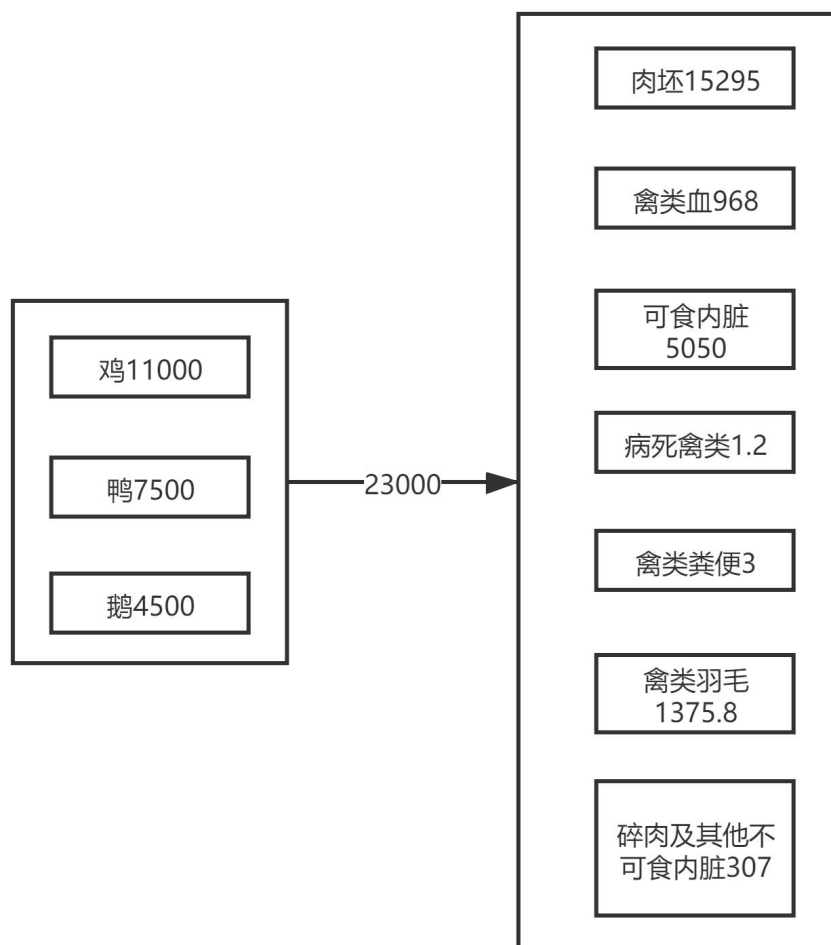 鸡11000
鸭7500
鹅4500
23000
肉坯15295
禽类血968
可食内脏
5050
病死禽类1.2
禽类粪便3
禽类羽毛
1375.8
碎肉及其他不
可食内脏307